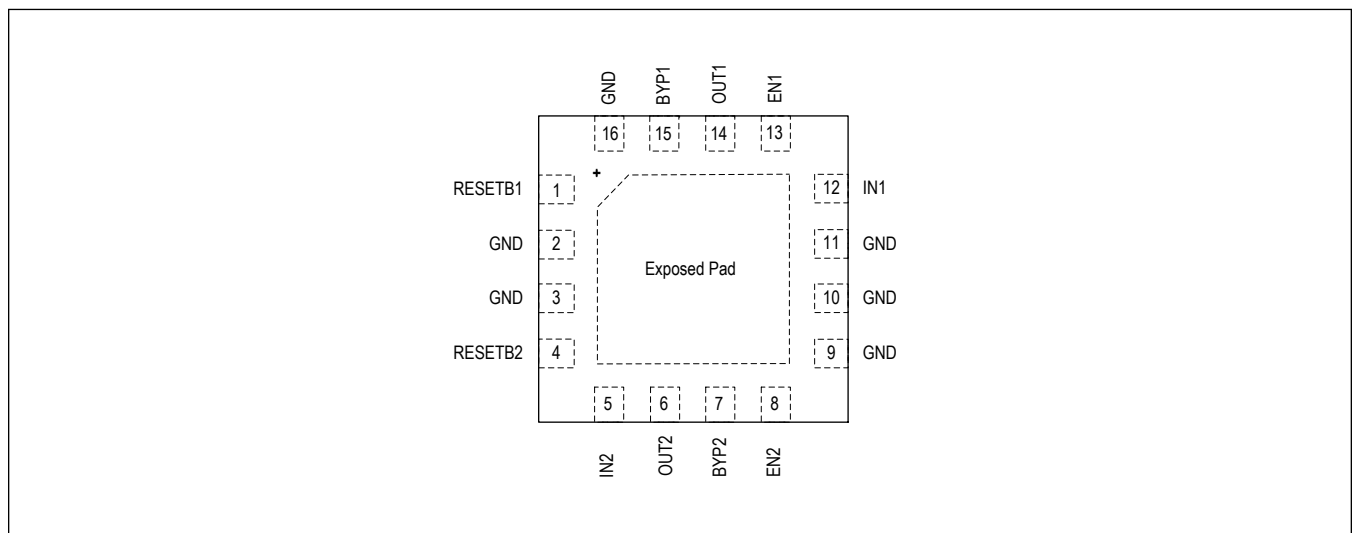 GND BYP1 OUT1 EN1
16 15 14 13
RESETB1 1 12 IN1
GND 2 11 GND
Exposed Pad
GND 3 10 GND
RESETB2 4 9 GND
5 6 7 8
IN2 OUT2 BYP2 EN2